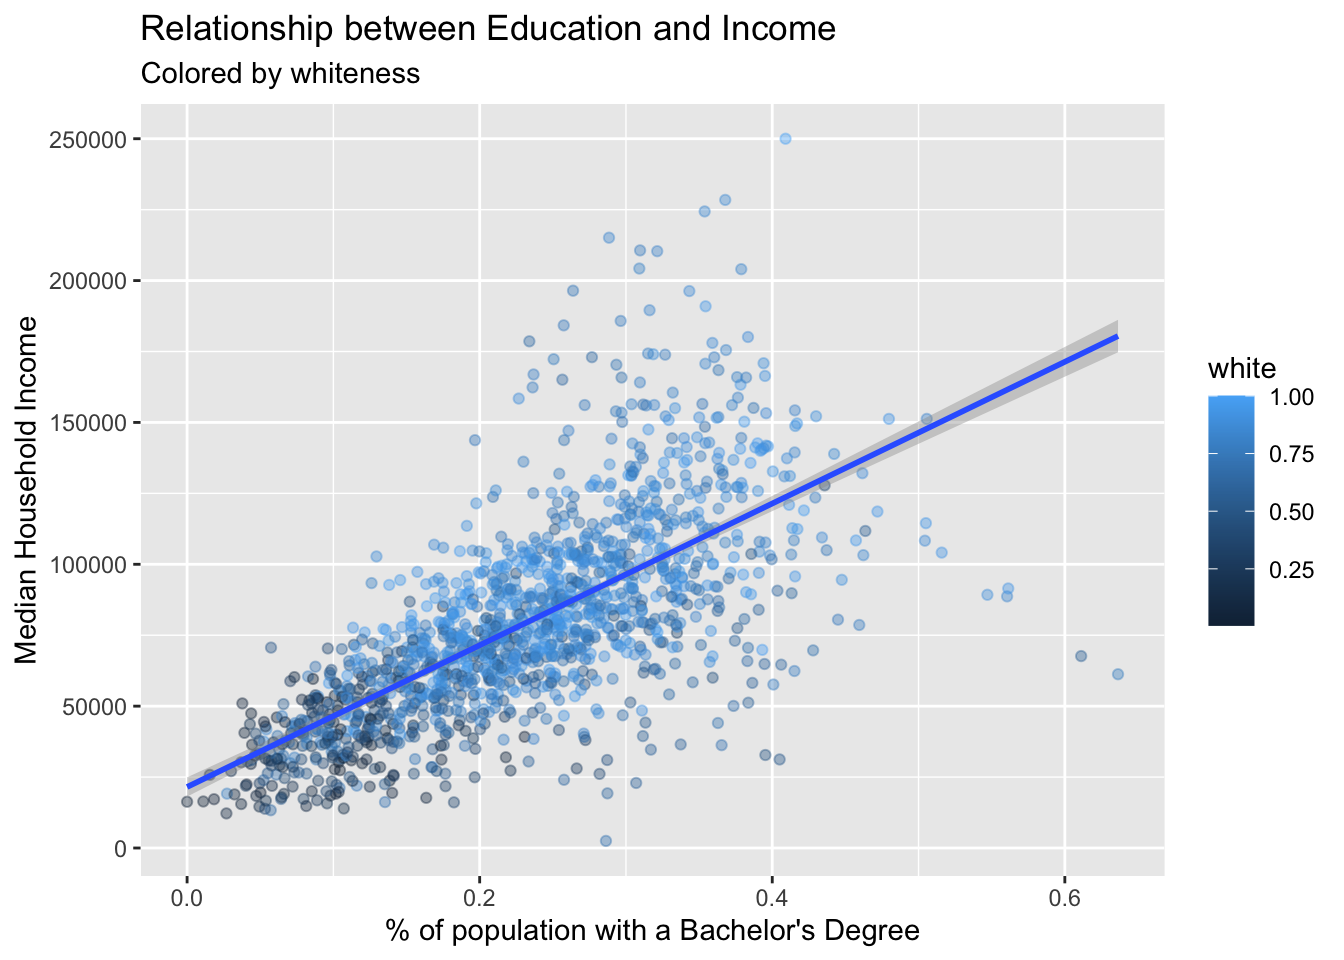 Relationship between Education and Income
Colored by whiteness
Median Household Income
250000
200000
150000
100000
50000
0
0.0 0.2 0.4 0.6
% of population with a Bachelor's Degree
white
1.00
0.75
0.50
0.25